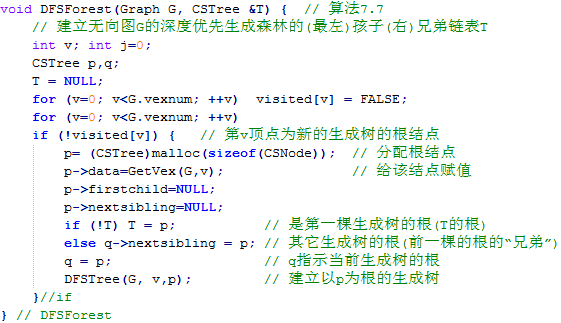 void DFSForest(Graph G, CSTree &T) {  // 算法7.7
// 建立无向图G的深度优先生成森林的(最左)孩子(右)兄弟链表T
int v; int j=0;
CSTree p,q;
T = NULL;
for (v=0; v<G.vexnum; ++v)  visited[v] = FALSE;
for (v=0; v<G.vexnum; ++v)
if (!visited[v]) {   // 第v顶点为新的生成树的根结点
p= (CSTree)malloc(sizeof(CSNode));  // 分配根结点
p->data=GetVex(G,v);                // 给该结点赋值
p->firstchild=NULL;
p->nextsibling=NULL;
if (!T) T = p;           // 是第一棵生成树的根(T的根)
else q->nextsibling = p; // 其它生成树的根(前一棵的根的“兄弟”)
q = p;                   // q指示当前生成树的根
DFSTree(G, v,p);         // 建立以p为根的生成树
}//if
} // DFSForest